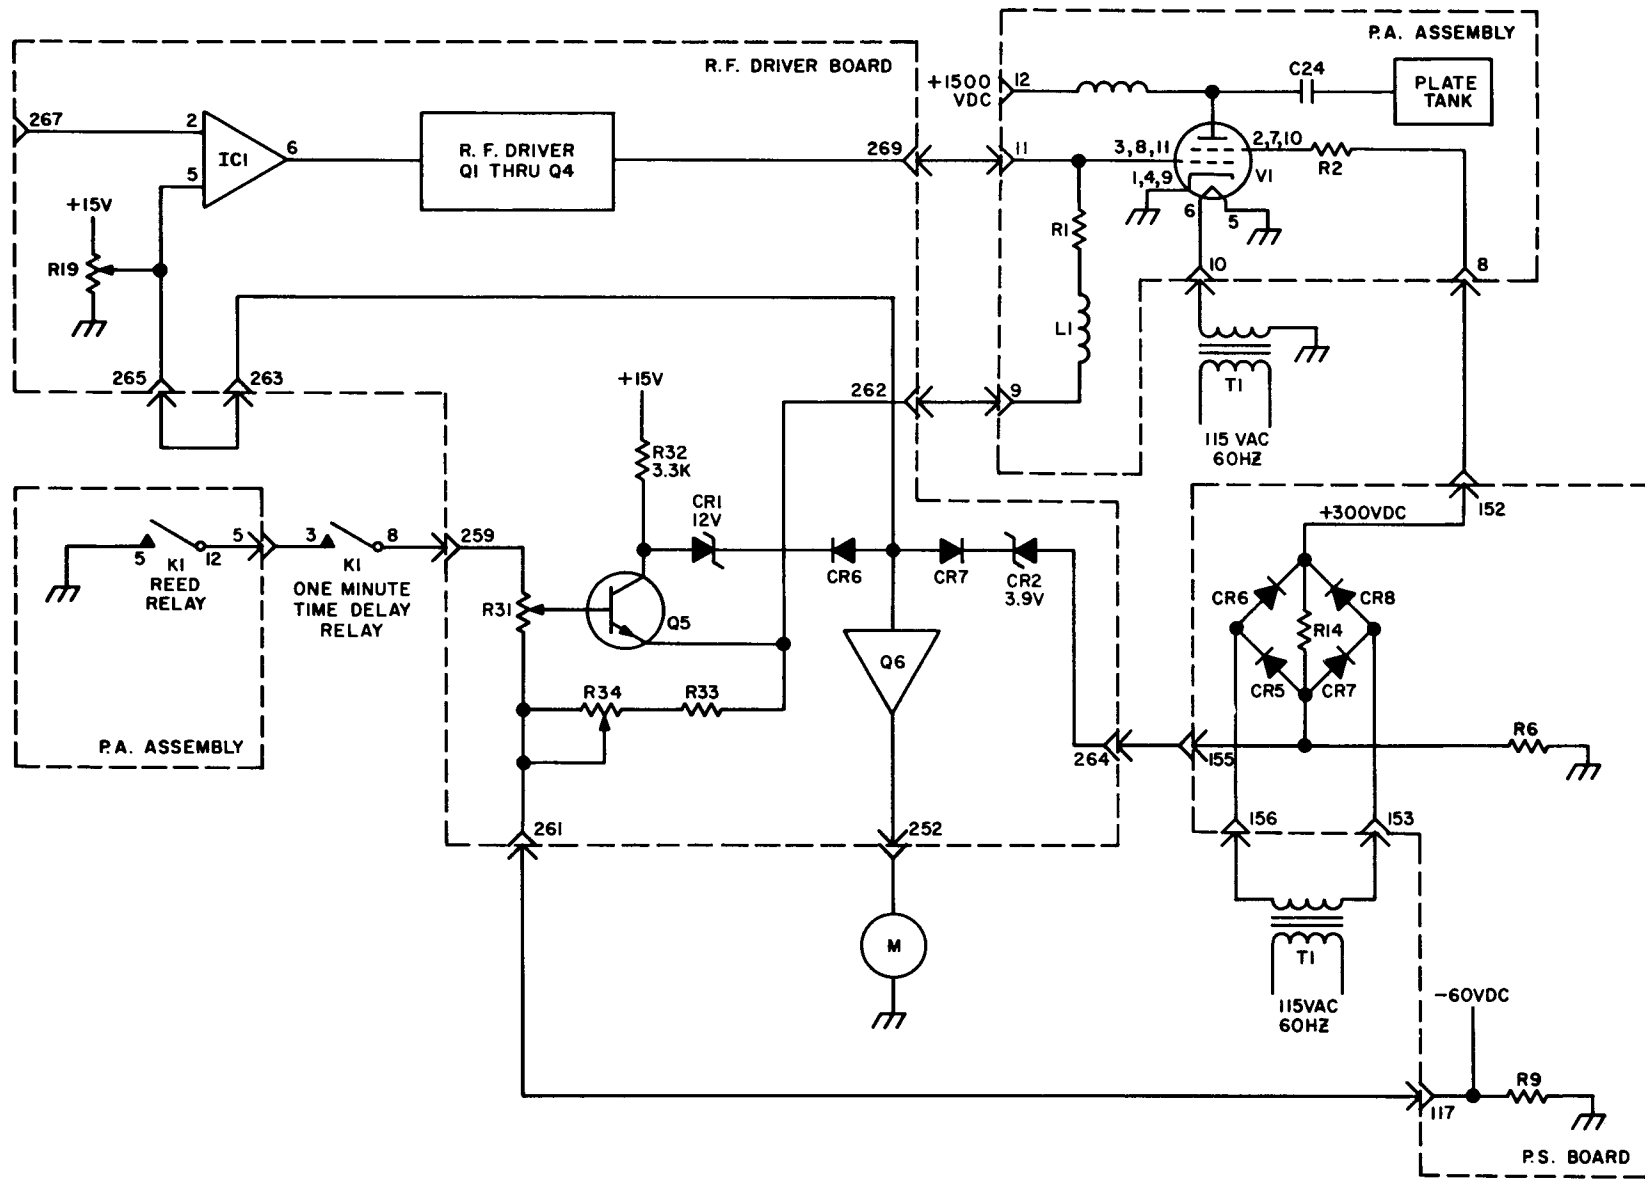 P.A. ASSEMBLY
R.F. DRIVER BOARD
+1500
VDC
12
C24
PLATE
TANK
267
2
IC1
6
5
R. F. DRIVER
Q1 THRU Q4
269
11
3,8,11
2,7,10
R2
V1
1,4,9
6
5
+15V
R19
R1
10
8
L1
T1
115 VAC
60HZ
265
263
262
9
+15V
R32
3.3K
CR1
12V
CR6
CR7
CR2
3.9V
152
+300VDC
5
K1
REED
RELAY
12
5
3
K1
8
ONE MINUTE
TIME DELAY
RELAY
259
R31
Q5
Q6
R34
R33
P.A. ASSEMBLY
CR6
CR8
R14
CR5
CR7
264
155
R6
156
153
261
252
M
T1
115VAC
60HZ
-60VDC
R9
117
P.S. BOARD